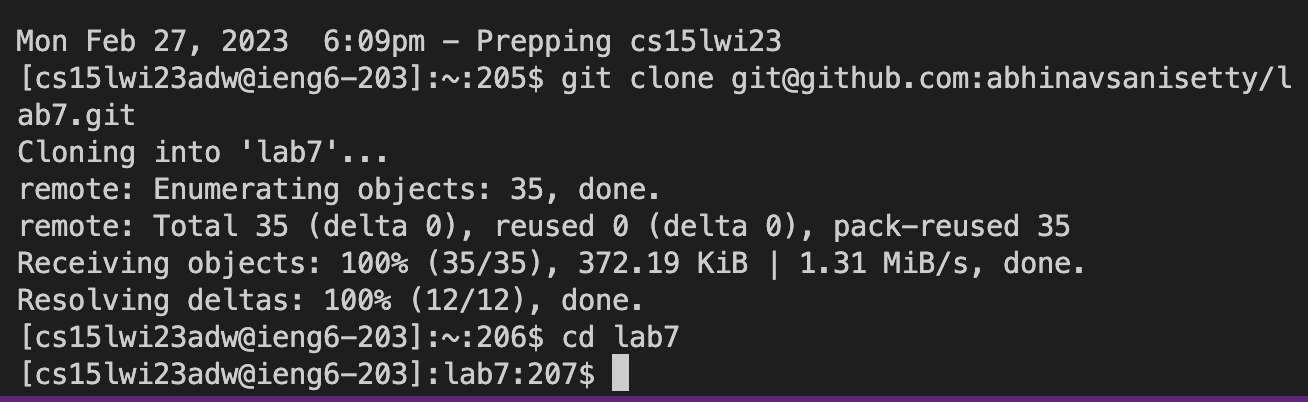 Mon Feb 27, 2023  6:09pm - Prepping cs15lwi23
[cs15lwi23adw@ieng6-203]:~:205$ git clone git@github.com:abhinavsanisetty/l
ab7.git
Cloning into 'lab7'...
remote: Enumerating objects: 35, done.
remote: Total 35 (delta 0), reused 0 (delta 0), pack-reused 35
Receiving objects: 100% (35/35), 372.19 KiB | 1.31 MiB/s, done.
Resolving deltas: 100% (12/12), done.
[cs15lwi23adw@ieng6-203]:~:206$ cd lab7
[cs15lwi23adw@ieng6-203]:lab7:207$